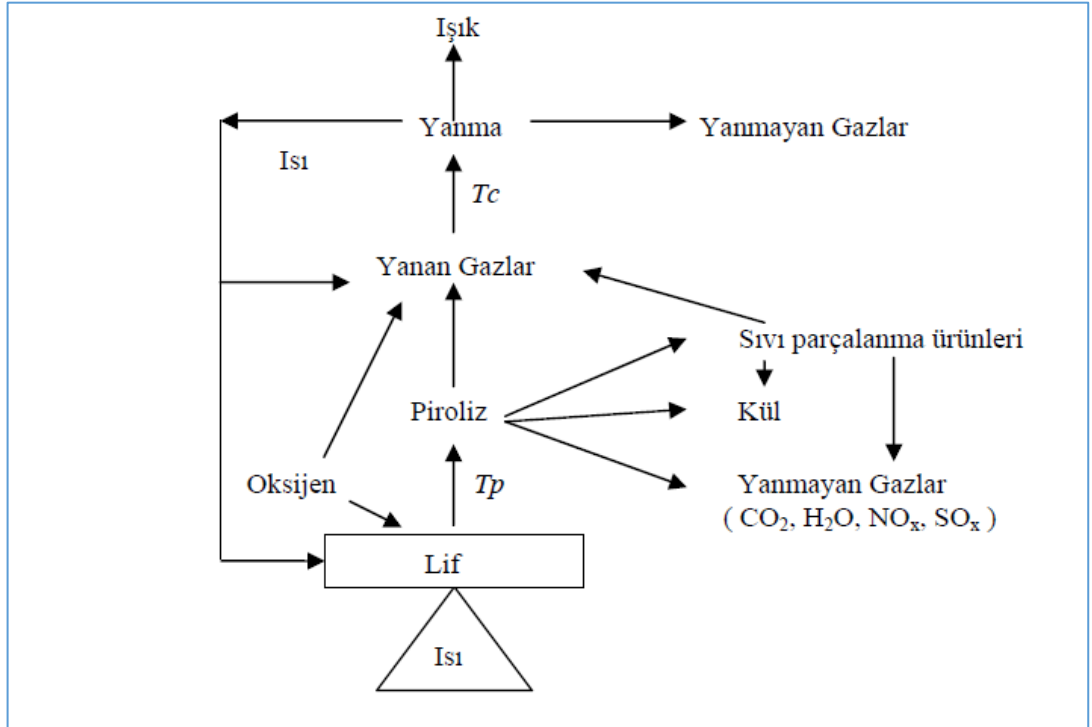 Işık
Yanma
Yanmayan Gazlar
Isı
Tc
Yanan Gazlar
Sıvı parçalanma ürünleri
Piroliz
Kül
Oksijen
Tp
Yanmayan Gazlar
( CO₂, H₂O, NOₓ, SOₓ )
Lif
Isı